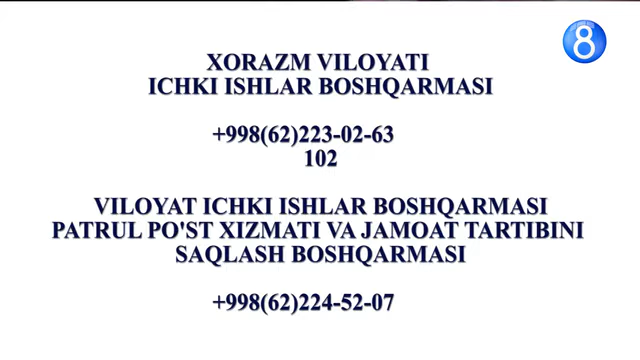 8
XORAZM VILOYATI
ICHKI ISHLAR BOSHQARMASI
+998(62)223-02-63
102
VILOYAT ICHKI ISHLAR BOSHQARMASI
PATRUL PO'ST XIZMATI VA JAMOAT TARTIBINI
SAQLASH BOSHQARMASI
+998(62)224-52-07